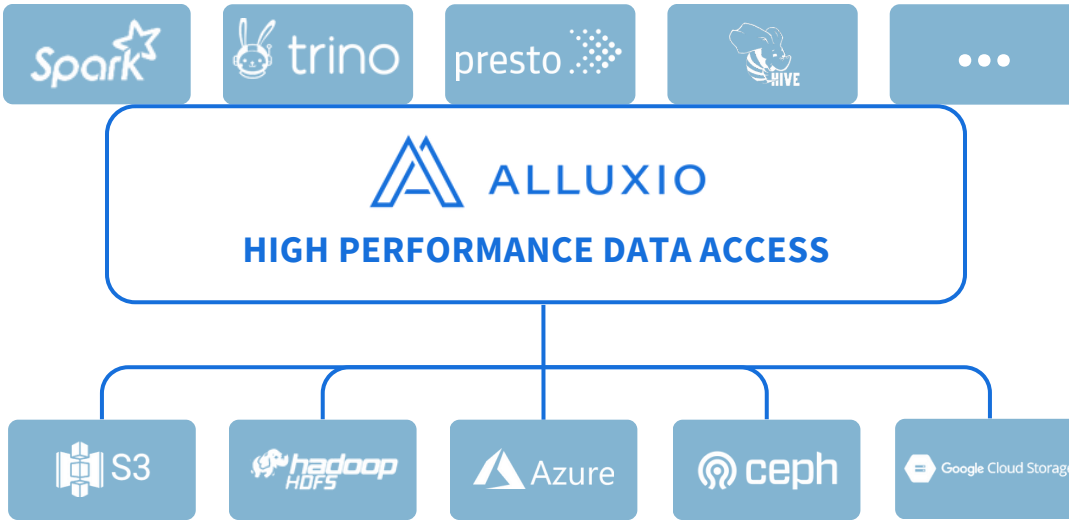 Spark
trino
presto
HIVE
...
ALLUXIO
HIGH PERFORMANCE DATA ACCESS
S3
hadoop
HDFS
Azure
ceph
Google Cloud Storage